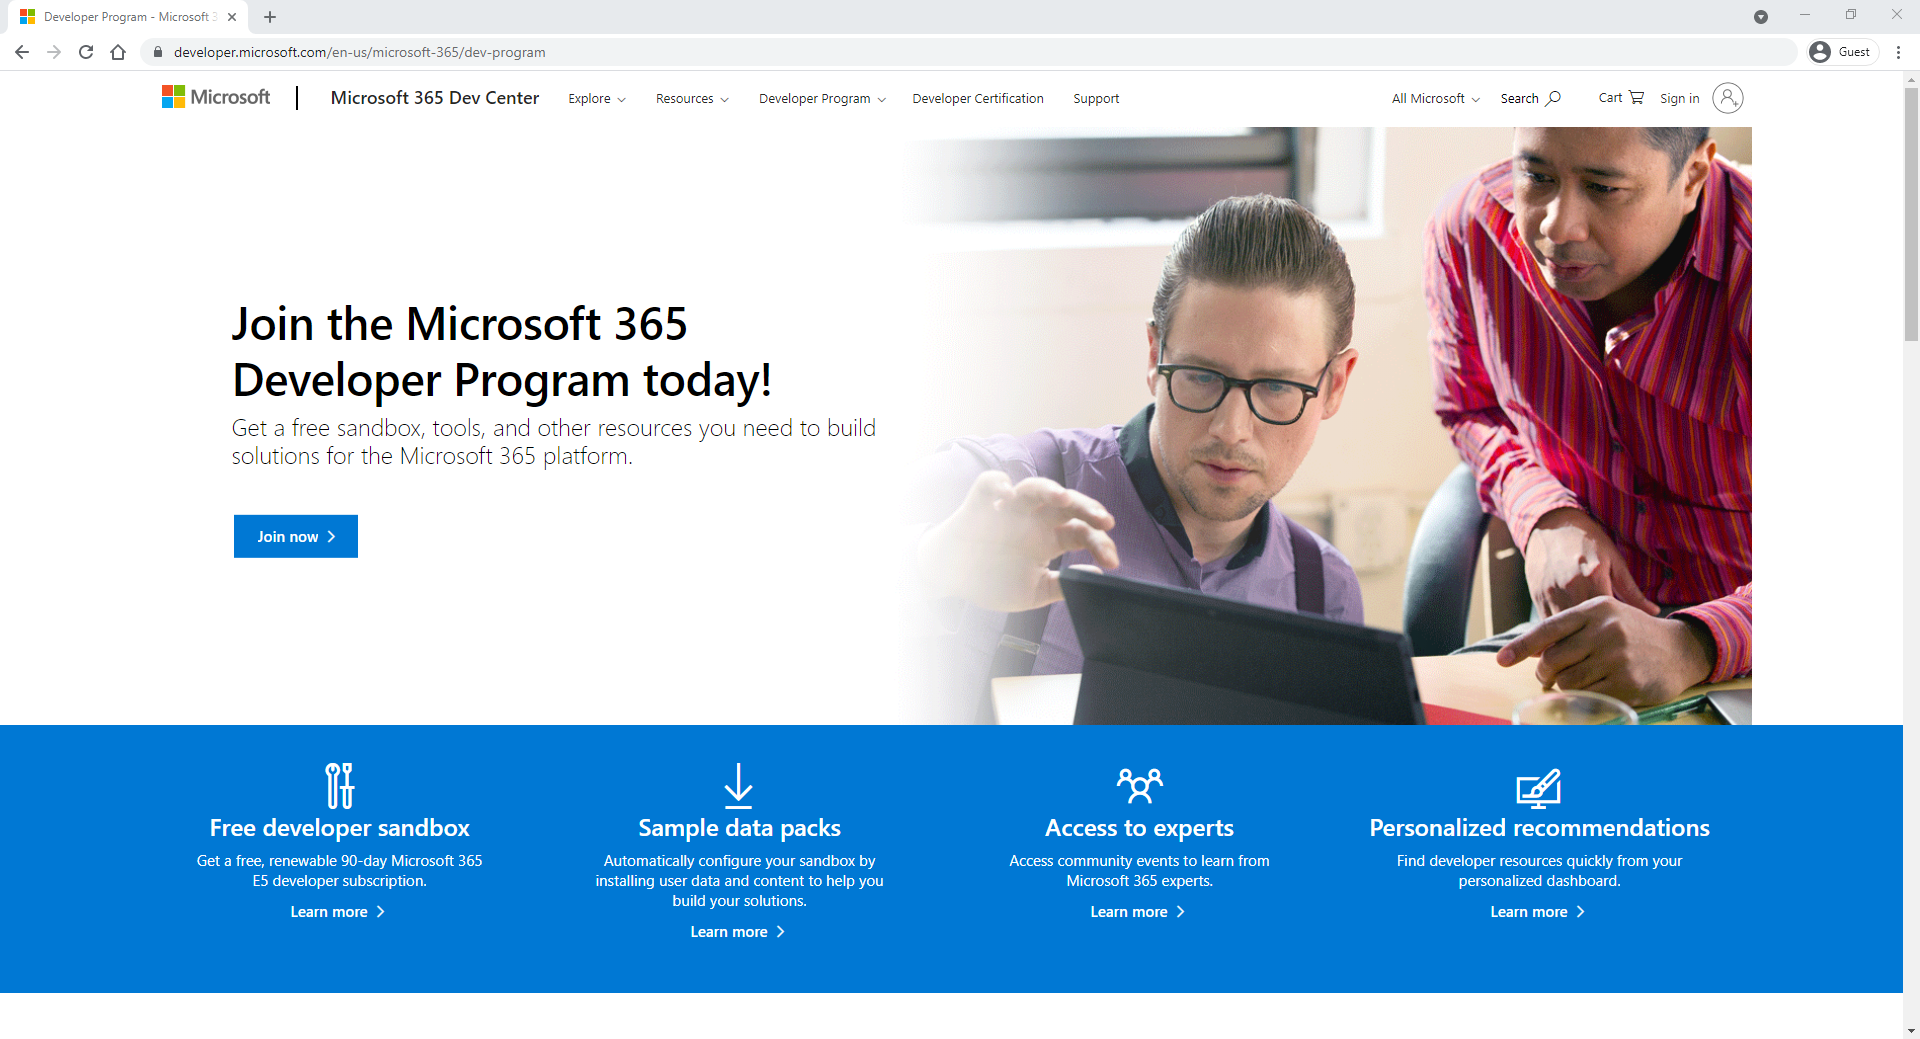 Developer Program - Microsoft 3
developer.microsoft.com/en-us/microsoft-365/dev-program
Guest
Microsoft
Microsoft 365 Dev Center
Explore
Resources
Developer Program
Developer Certification
Support
All Microsoft
Search
Cart
Sign in
Join the Microsoft 365
Developer Program today!
Get a free sandbox, tools, and other resources you need to build
solutions for the Microsoft 365 platform.
Join now
Free developer sandbox
Get a free, renewable 90-day Microsoft 365
E5 developer subscription.
Learn more
Sample data packs
Automatically configure your sandbox by
installing user data and content to help you
build your solutions.
Learn more
Access to experts
Access community events to learn from
Microsoft 365 experts.
Learn more
Personalized recommendations
Find developer resources quickly from your
personalized dashboard.
Learn more